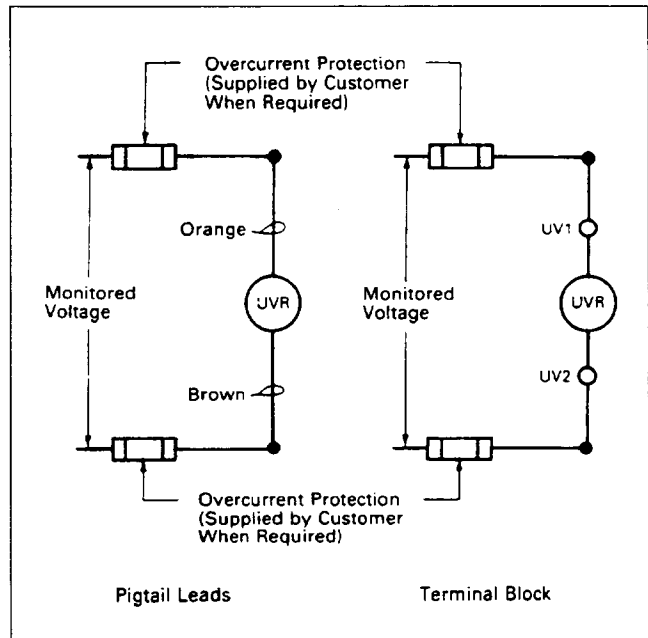 Overcurrent Protection
(Supplied by Customer
When Required)
Orange
UV1
Monitored
Voltage
UVR
Monitored
Voltage
UVR
Brown
UV2
Overcurrent Protection
(Supplied by Customer
When Required)
Pigtail Leads
Terminal Block